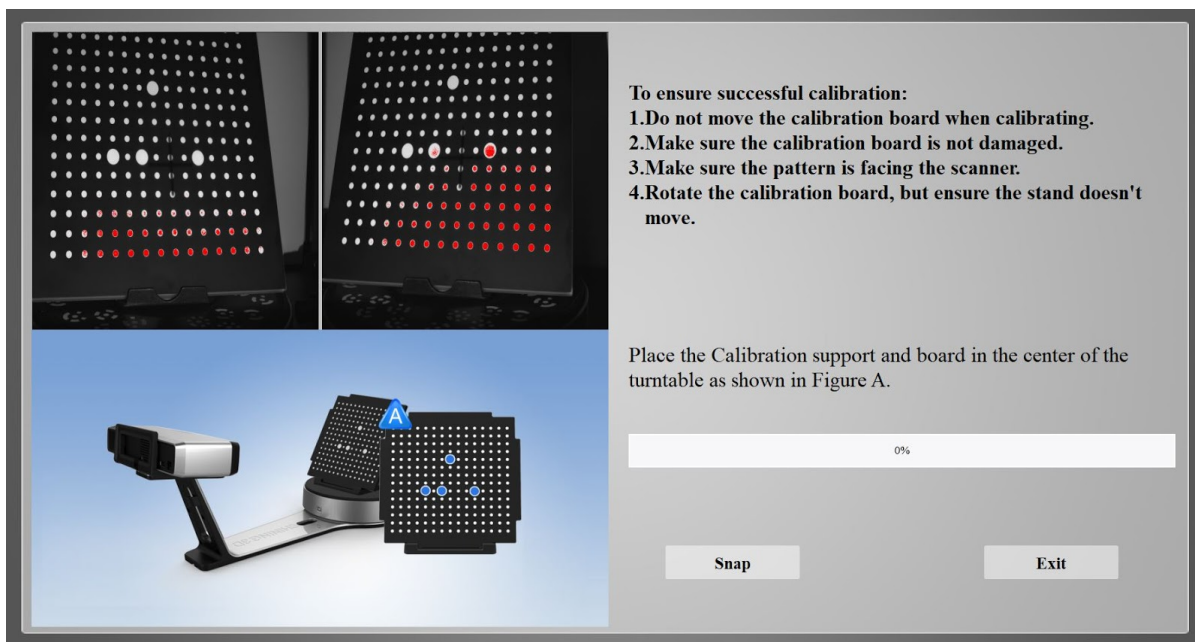 To ensure successful calibration:
1.Do not move the calibration board when calibrating.
2.Make sure the calibration board is not damaged.
3.Make sure the pattern is facing the scanner.
4.Rotate the calibration board, but ensure the stand doesn't
move.
Place the Calibration support and board in the center of the
turntable as shown in Figure A.
A
0%
Snap
Exit